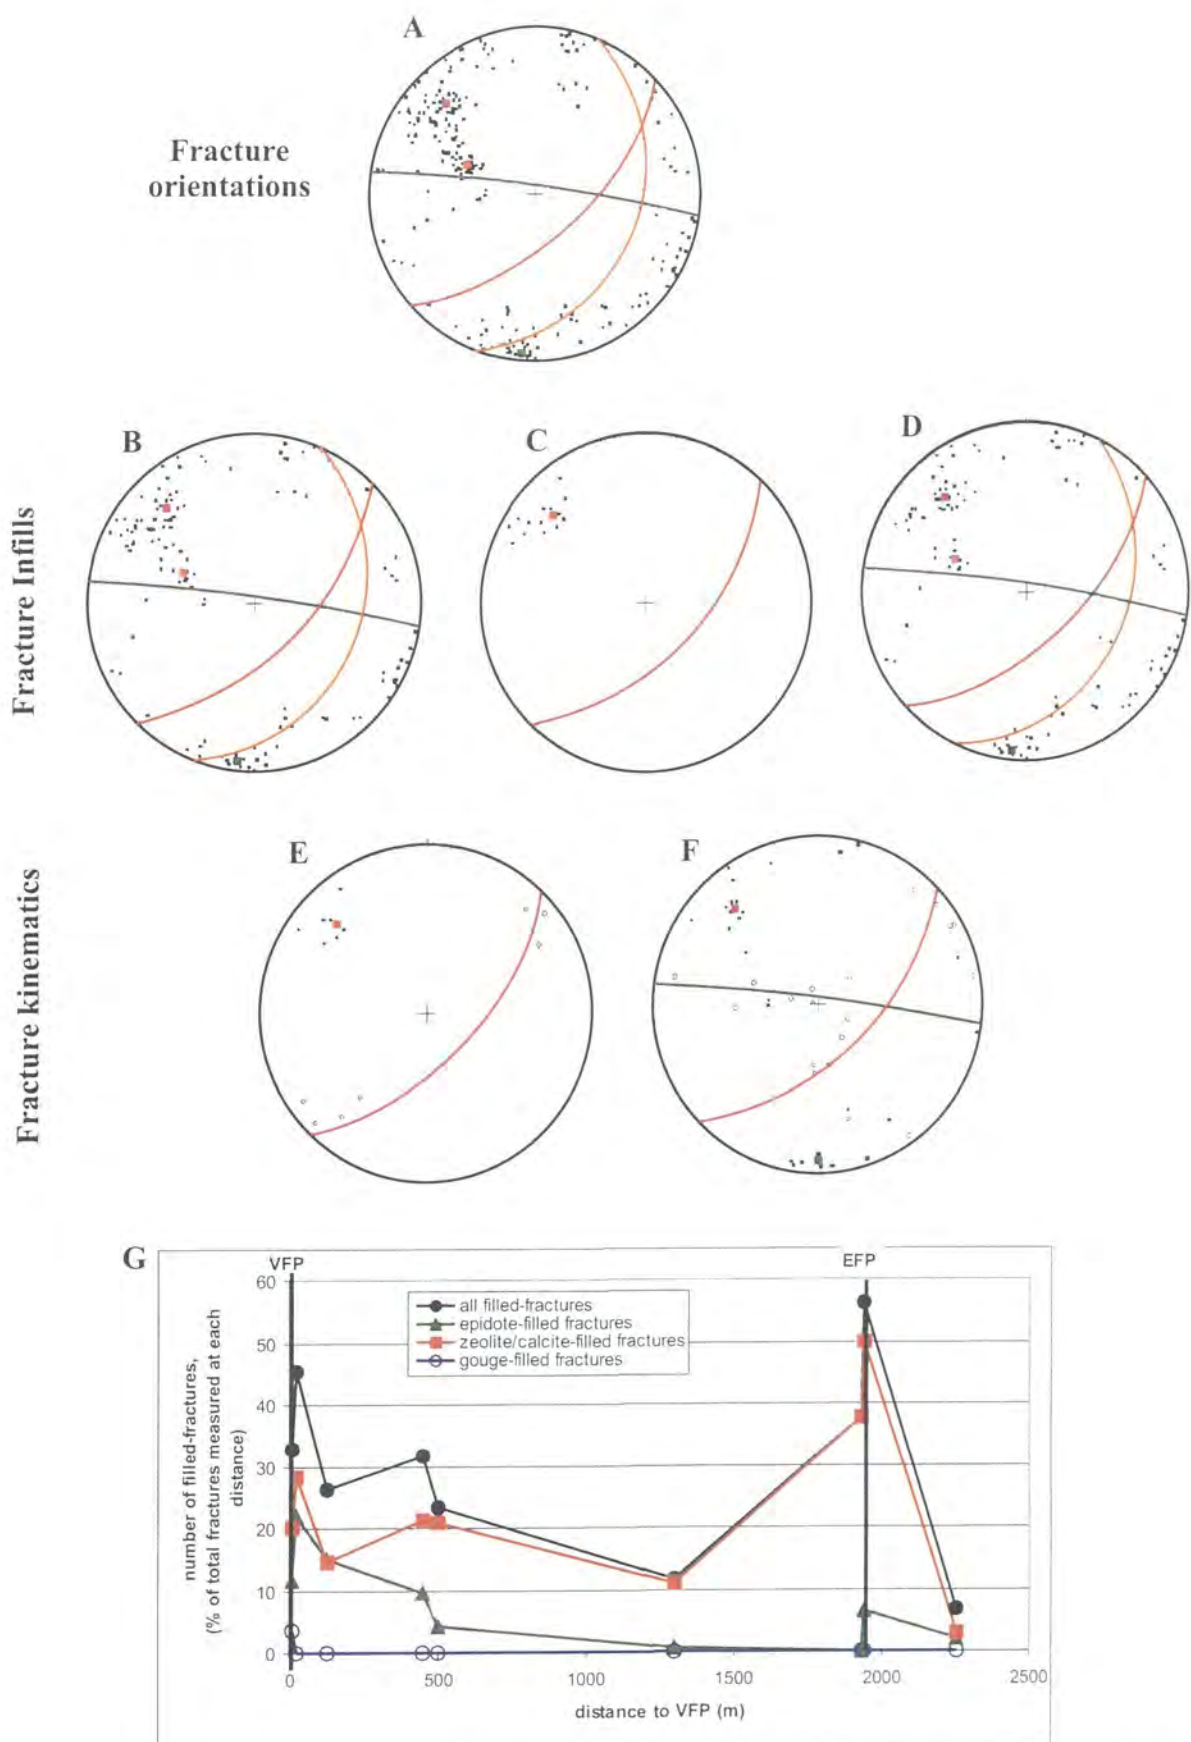 A
Fracture
orientations
B
C
D
Fracture Infills
E
F
Fracture kinematics
G
VFP
EFP
all filled-fractures
epidote-filled fractures
zeolite/calcite-filled fractures
gouge-filled fractures
number of filled-fractures,
(% of total fractures measured at each
distance)
60
50
40
30
20
10
0
0
500
1000
1500
2000
2500
distance to VFP (m)